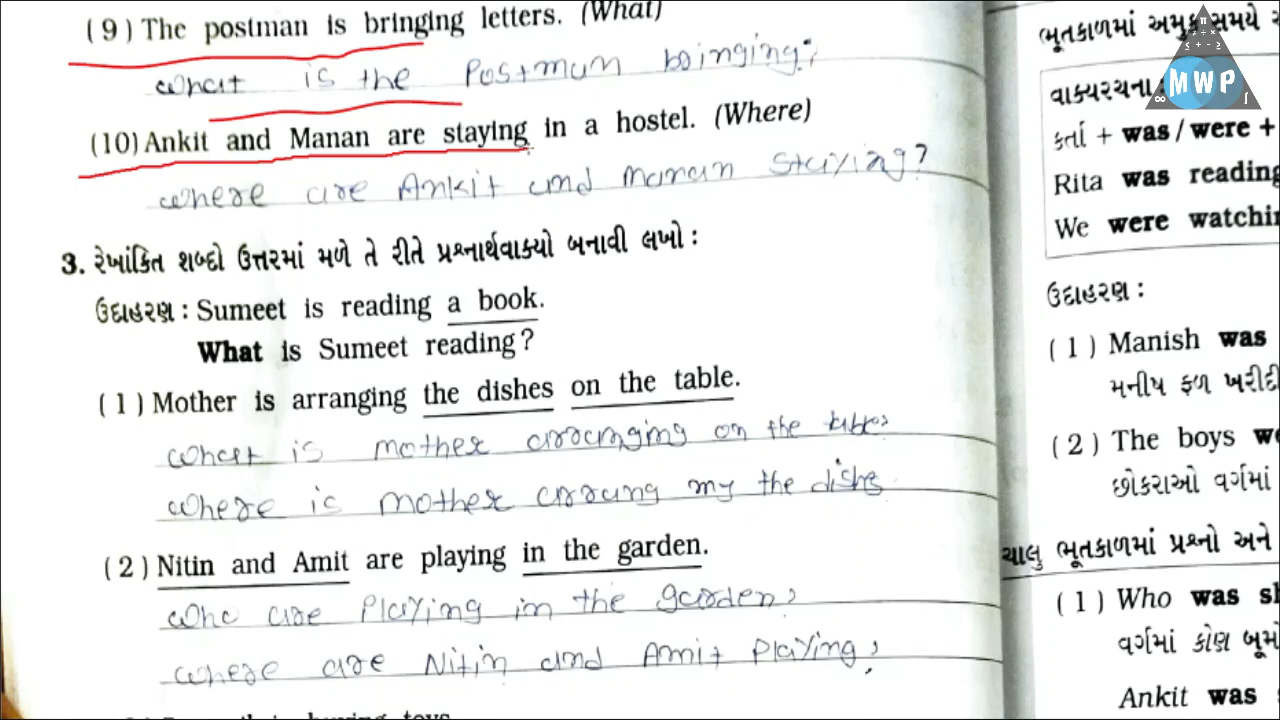 (9) The postman is bringing letters. (What)
What is the Postman bringing?
(10) Ankit and Manan are staying in a hostel. (Where)
where are Ankit and Manan Staying?
3. રેખાંકિત શબ્દો ઉત્તરમાં મળે તે રીતે પ્રશ્નાર્થવાક્યો બનાવી લખો :
ઉદાહરણ : Sumeet is reading a book.
What is Sumeet reading?
(1) Mother is arranging the dishes on the table.
What is mother arranging on the table?
where is mother arrang my the dishes
(2) Nitin and Amit are playing in the garden.
who are Playing in the garden?
where are Nitin and Amit Playing?
ભૂતકાળમાં અમુક સમયે
MWP
વાક્યરચના
કર્તા + was / were +
Rita was reading
We were
ઉદાહરણ :
(1) Manish was
મનીષ ફળ
(2) The boys
છોકરાઓ વર્ગમાં
ચાલુ ભૂતકાળમાં પ્રશ્નો અને
(1) Who was
વર્ગમાં કોણ
Ankit was